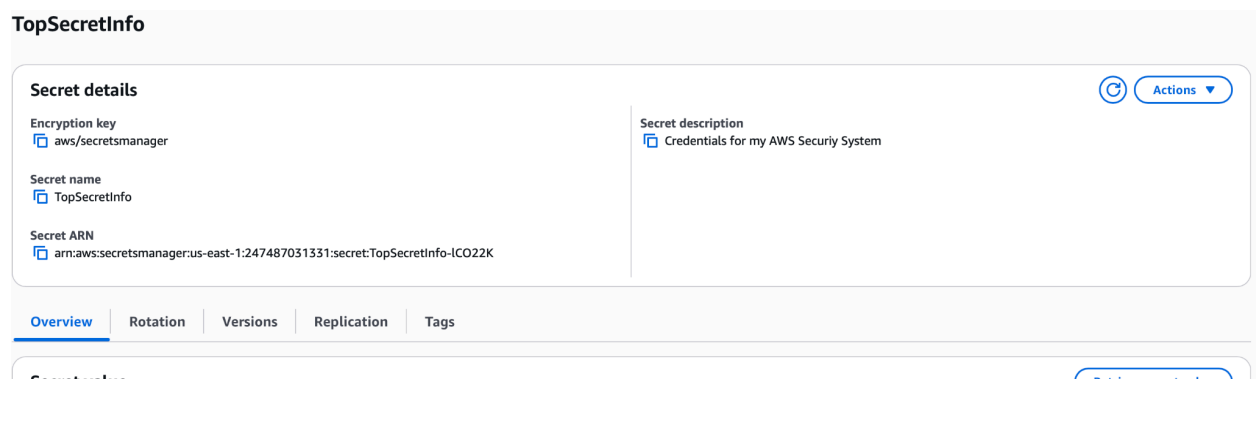 TopSecretInfo
Secret details
Actions
Encryption key
aws/secretsmanager
Secret description
Credentials for my AWS Securiy System
Secret name
TopSecretInfo
Secret ARN
arn:aws:secretsmanager:us-east-1:247487031331:secret:TopSecretInfo-lCO22K
Overview
Rotation
Versions
Replication
Tags